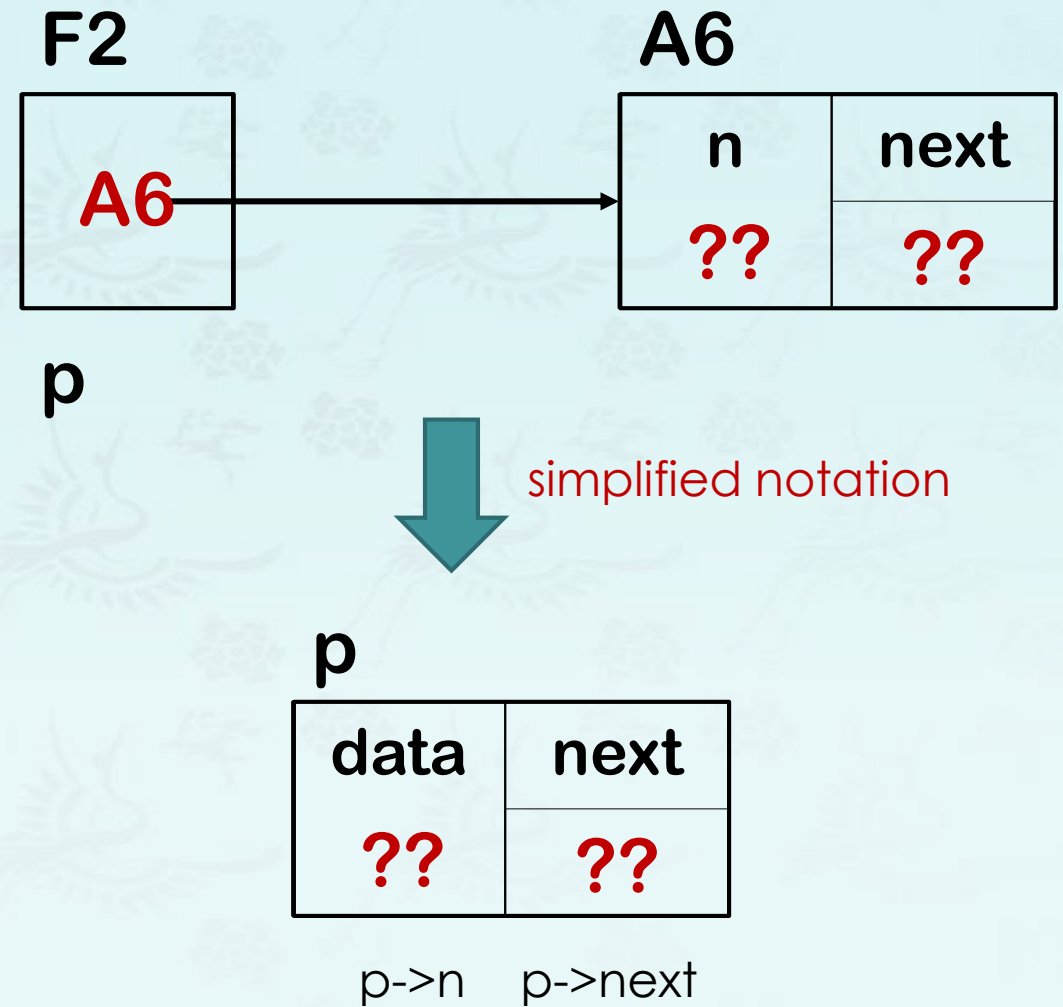 F2 A6
A6
n next
?? ??
p
simplified notation
p
data next
?? ??
p->n p->next